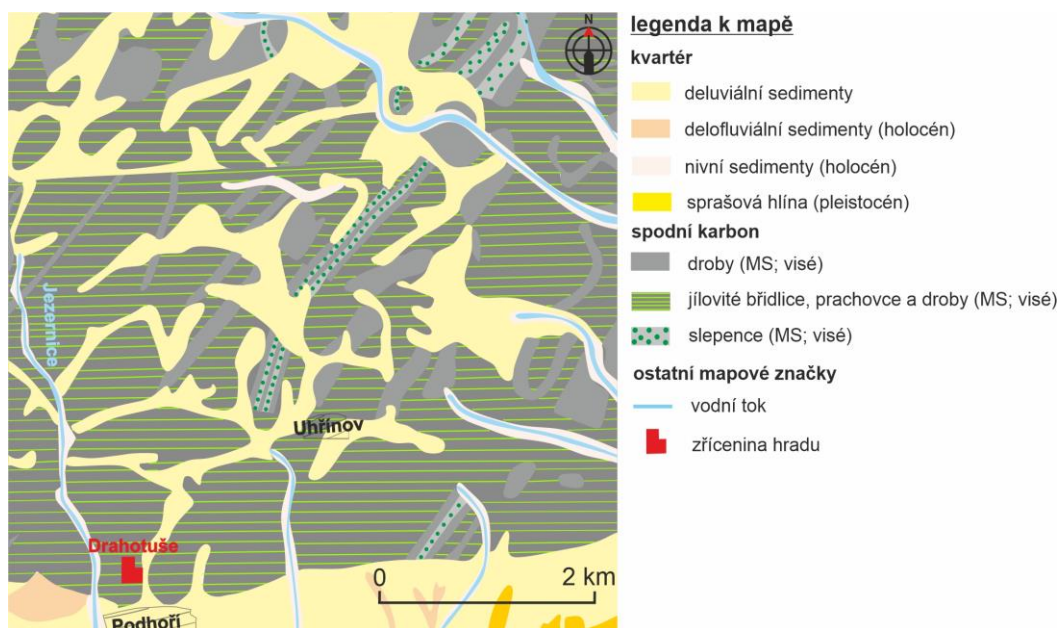 N
Jezernice
Uhřínov
Drahotuše
Podhoří
0 2 km
legenda k mapě
kvartér
deluviální sedimenty
delofluviální sedimenty (holocén)
nivní sedimenty (holocén)
sprašová hlína (pleistocén)
spodní karbon
droby (MS; visé)
jílovité břidlice, prachovce a droby (MS; visé)
slepence (MS; visé)
ostatní mapové značky
vodní tok
zřícenina hradu